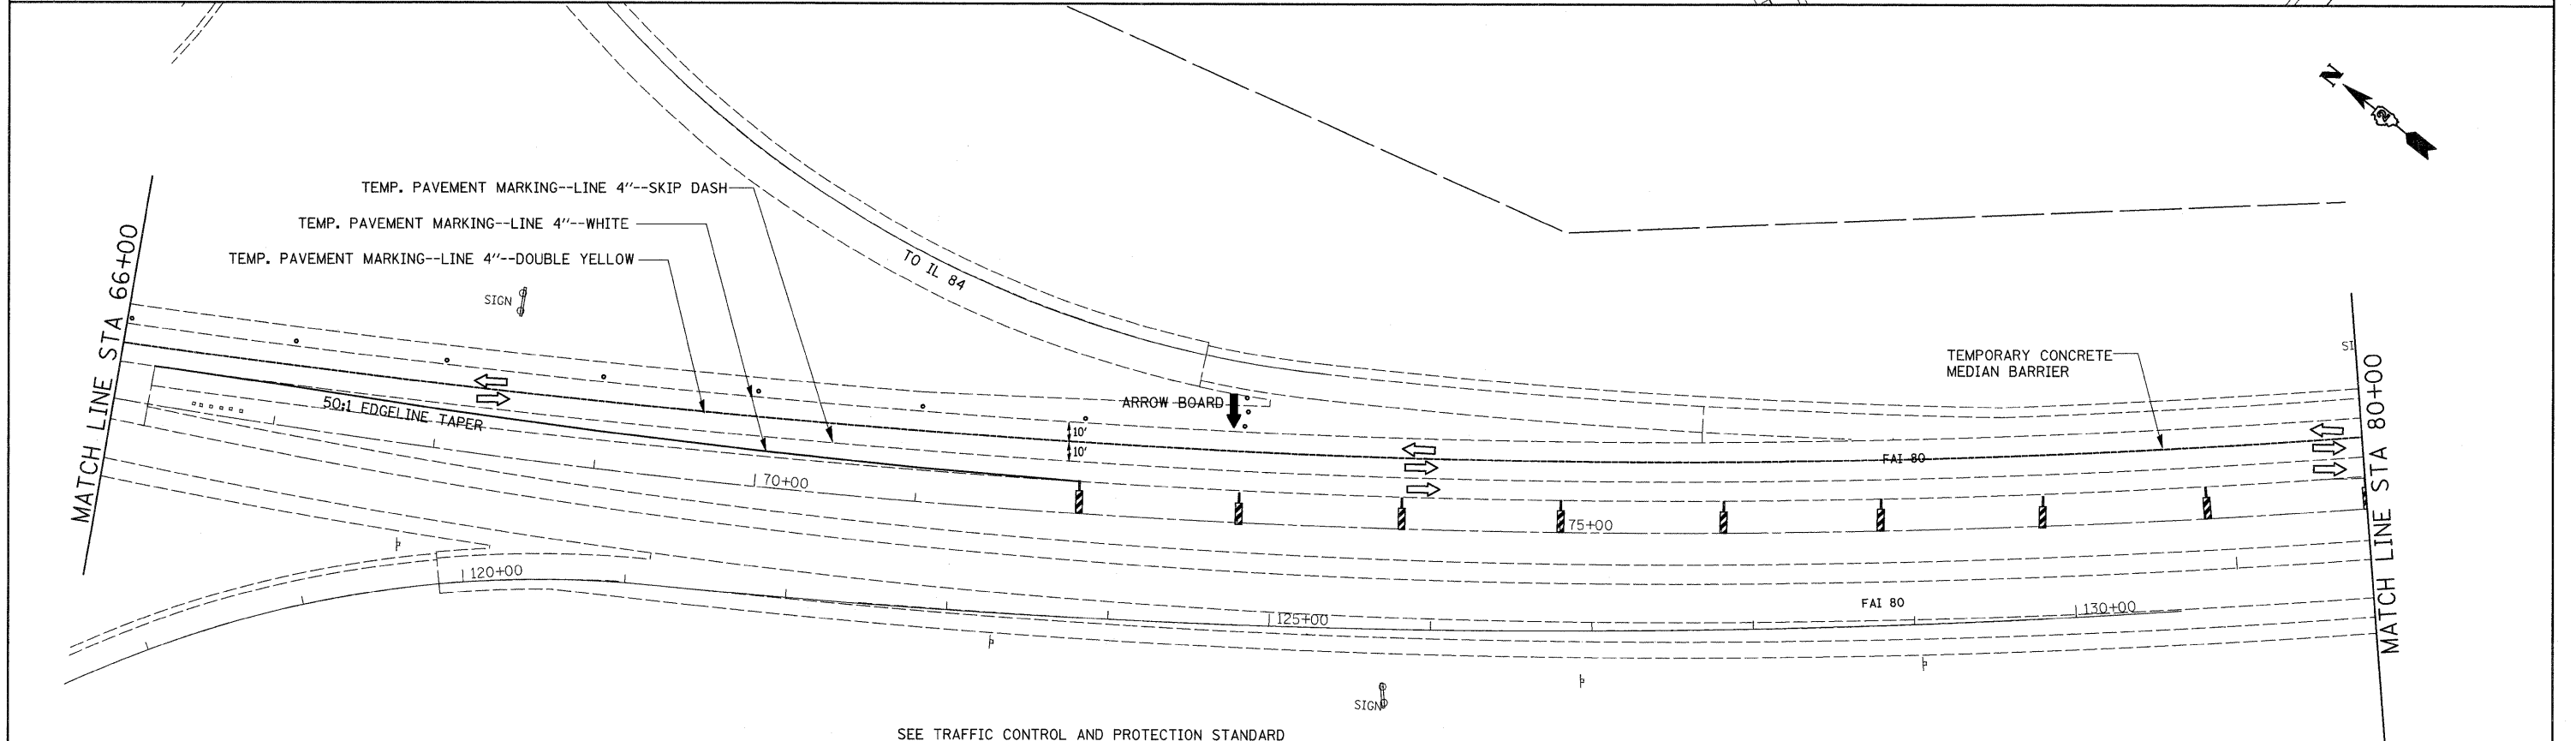 N
2
TEMP. PAVEMENT MARKING--LINE 4"--SKIP DASH
TEMP. PAVEMENT MARKING--LINE 4"--WHITE
TEMP. PAVEMENT MARKING--LINE 4"--DOUBLE YELLOW
SIGN
TO IL 84
MATCH LINE STA 66+00
50:1 EDGELINE TAPER
ARROW BOARD
10'
10'
TEMPORARY CONCRETE
MEDIAN BARRIER
SI
FAI 80
70+00
75+00
MATCH LINE STA 80+00
120+00
125+00
FAI 80
130+00
SIGN
SEE TRAFFIC CONTROL AND PROTECTION STANDARD